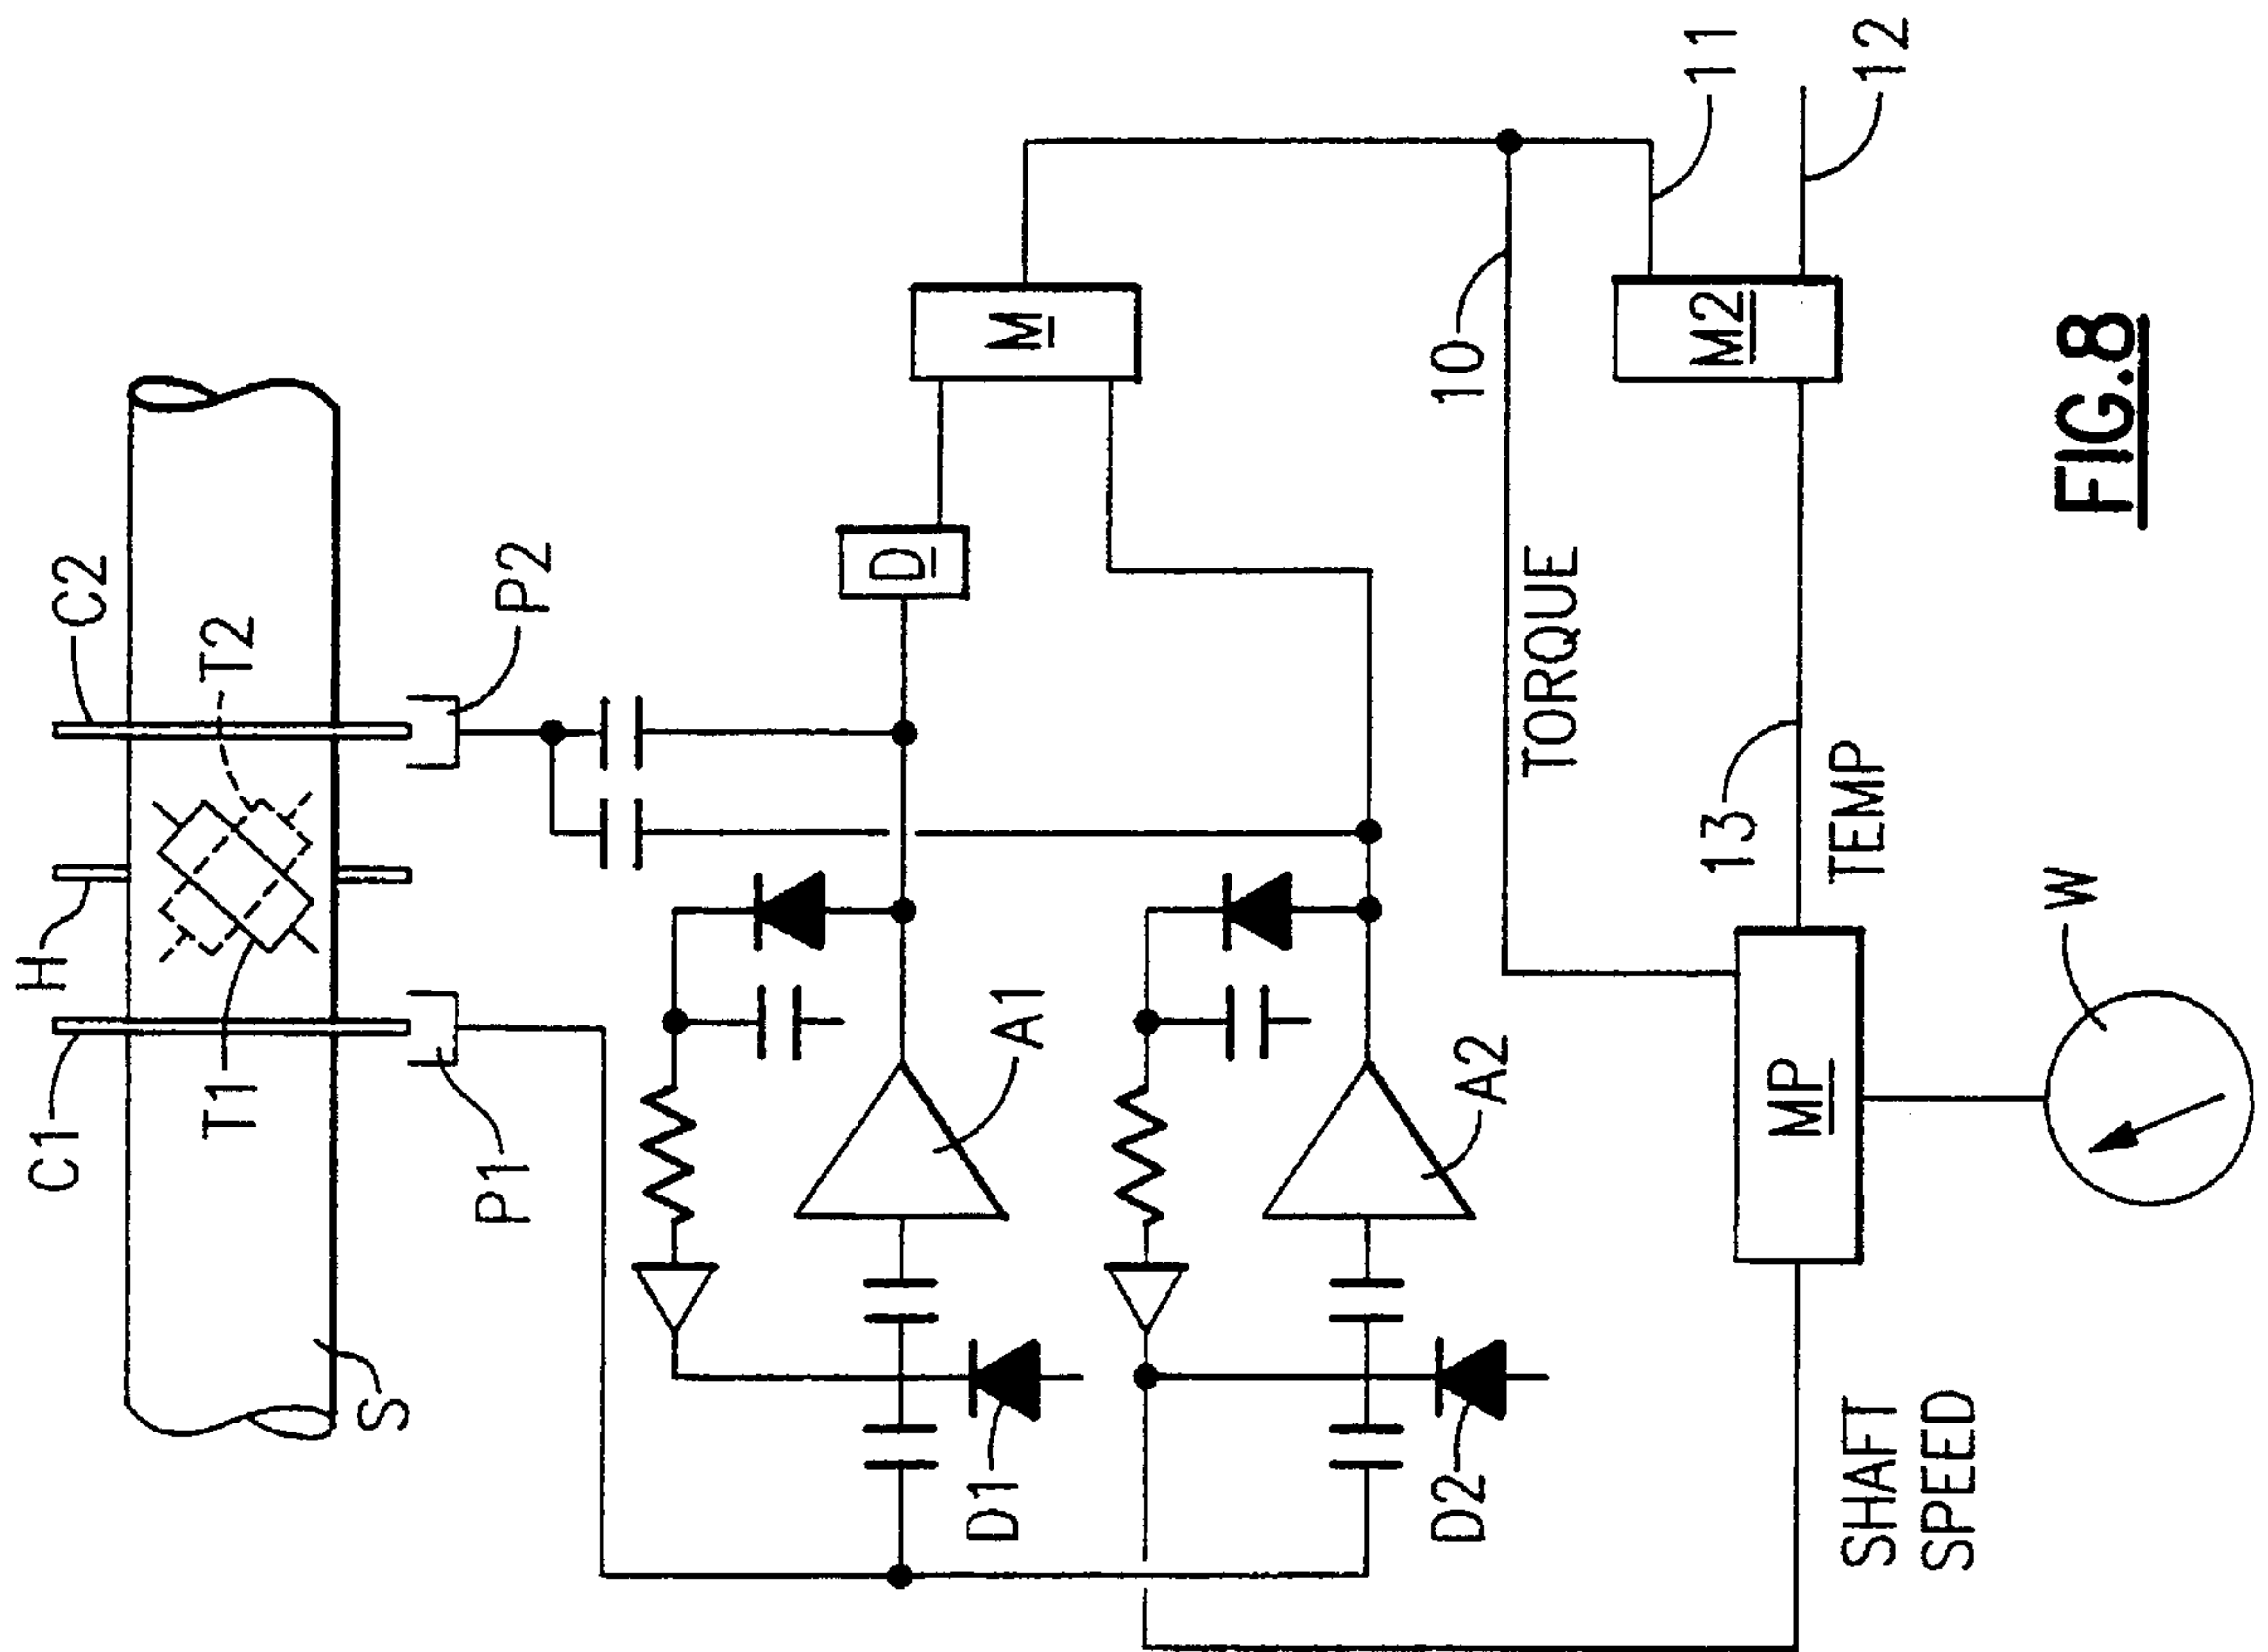 C1
H
C2
T1
T2
S
P1
P2
A1
D
M
D1
A2
D2
10
11
12
TORQUE
M2
13
TEMP
SHAFT
SPEED
MP
W
FIG.8